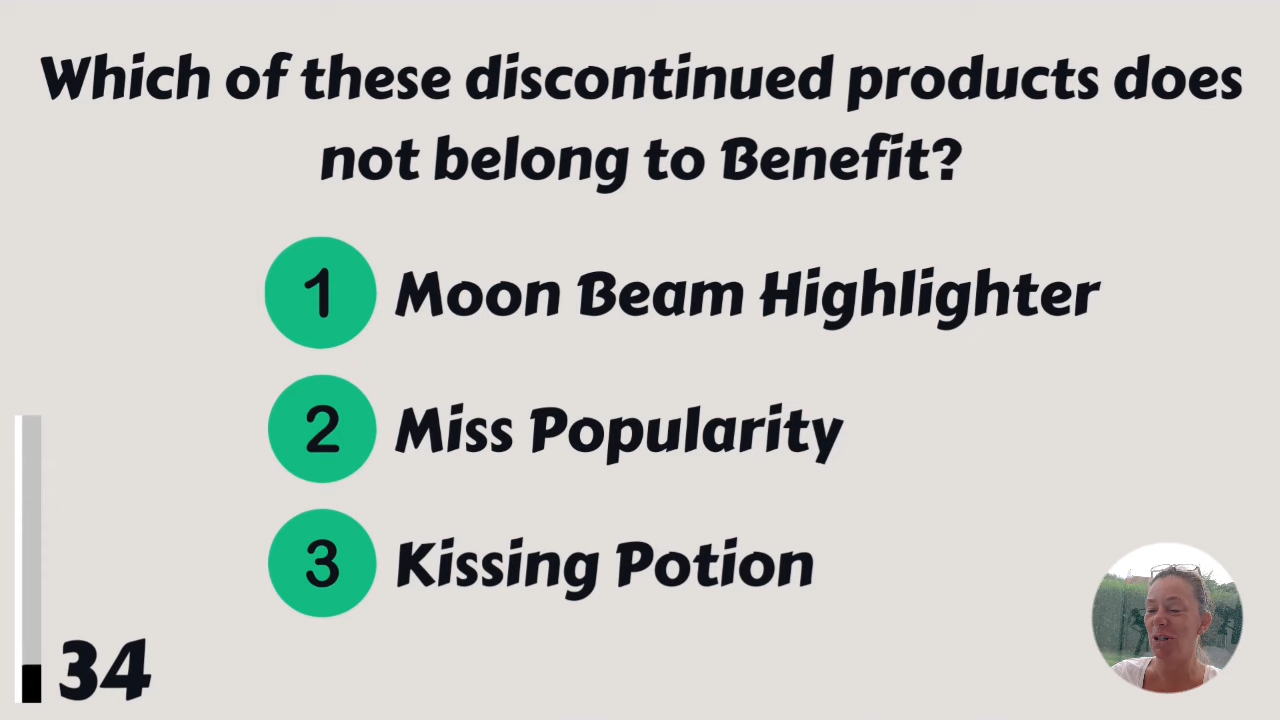 Which of these discontinued products does
not belong to Benefit?
1 Moon Beam Highlighter
2 Miss Popularity
3 Kissing Potion
34